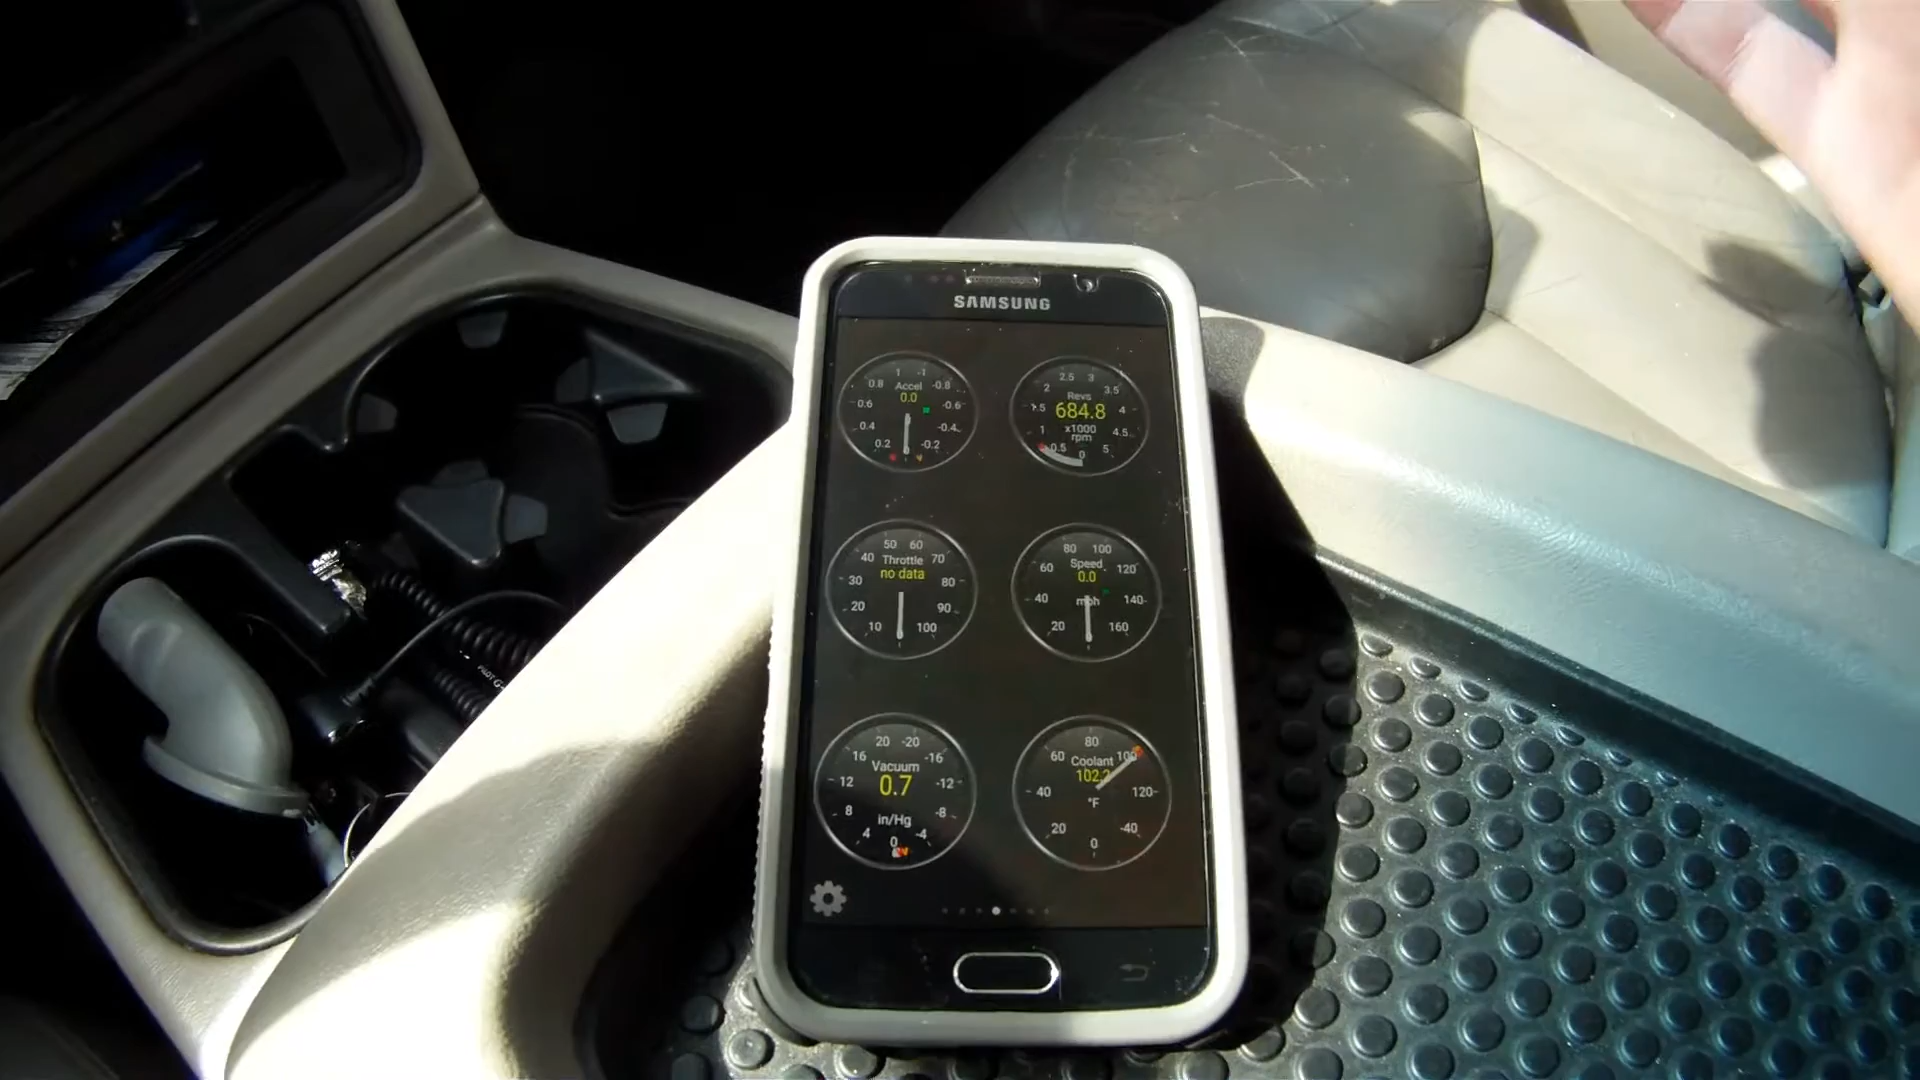 SAMSUNG
1 -1
0.8 Accel -0.8
0.0
0.6 -0.6
0.4 -0.4
0.2 -0.2
2.5 3
2 3.5
Revs
1.5 684.8 4
1 x1000 4.5
rpm
0.5 0 5
50 60
40 Throttle 70
no data
30 80
20 90
10 100
80 100
60 Speed 120
0.0
40 mph 140
20 160
20 -20
16 Vacuum -16
12 0.7 -12
8 in/Hg -8
4 0 -4
80
60 Coolant 100
102.2
40 120
°F
20 -40
0